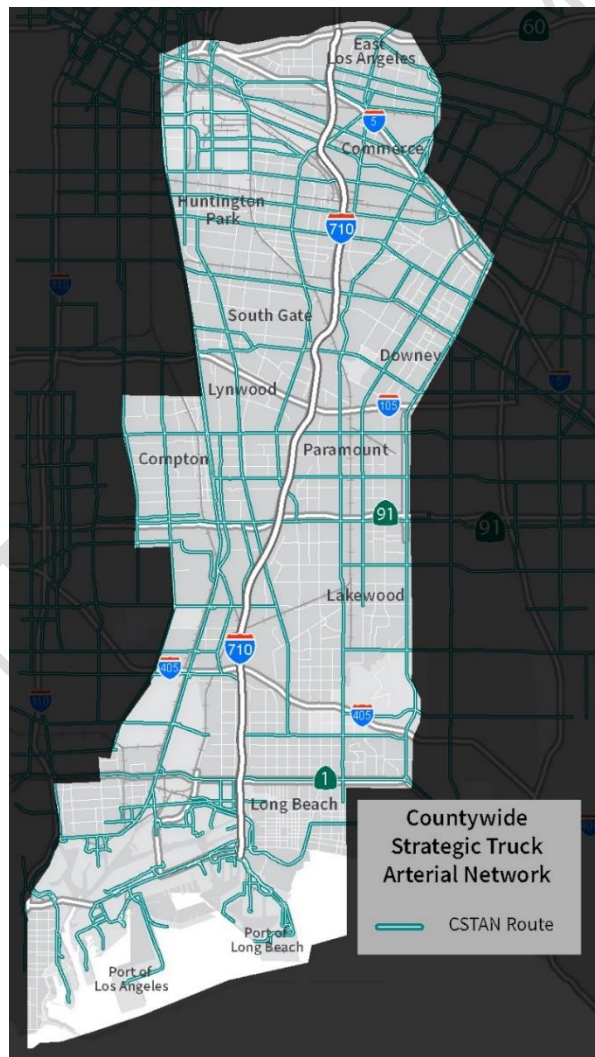 60
East
Los Angeles
5
Commerce
Huntington
Park
710
110
South Gate
Downey
5
Lynwood
105
Compton
Paramount
91
91
Lakewood
710
405
110
405
1
Long Beach
Countywide
Strategic Truck
Arterial Network
CSTAN Route
Port of
Long Beach
Port of
Los Angeles